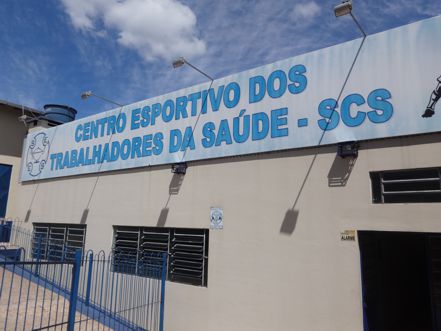 CENTRO ESPORTIVO DOS
TRABALHADORES DA SAÚDE - SCS
ALARME